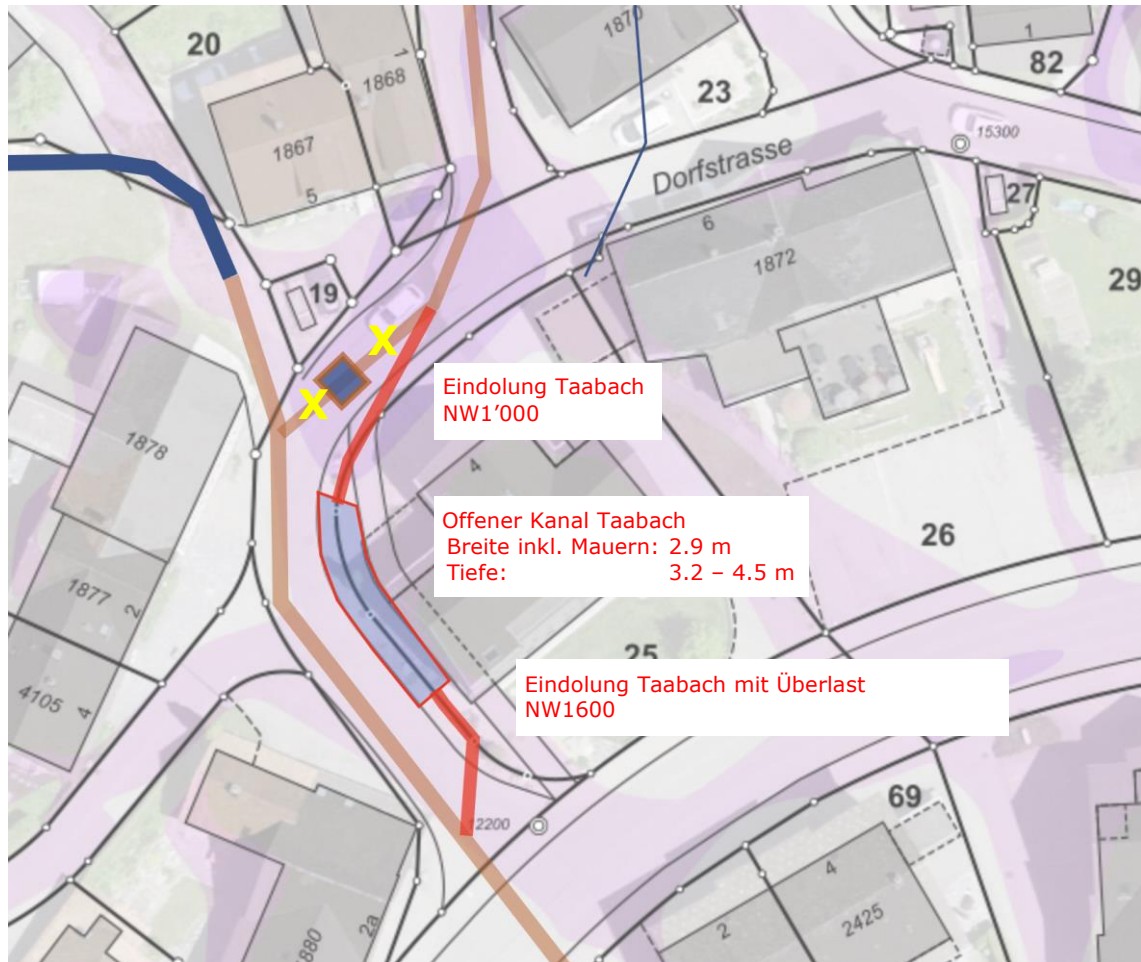 20
1870
1
1868
1
82
23
15300
1867
5
Dorfstrasse
27
6
1872
29
19
X
X
Eindolung Taabach
NW1'000
1878
4
Offener Kanal Taabach
Breite inkl. Mauern: 2.9 m
Tiefe: 3.2 – 4.5 m
26
1877
2
25
Eindolung Taabach mit Überlast
NW1600
4105
4
69
12200
4
2
2425
2a
1880